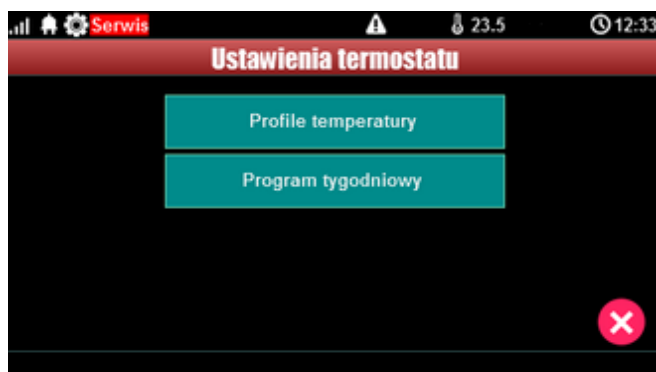 Serwis 23.5 12:33
Ustawienia termostatu
Profile temperatury
Program tygodniowy